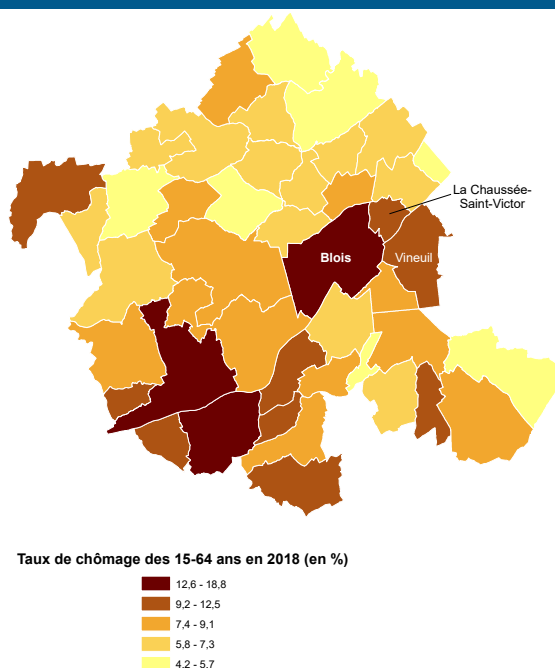 La Chaussée-
Saint-Victor
Blois
Vineuil
Taux de chômage des 15-64 ans en 2018 (en %)
12,6 - 18,8
9,2 - 12,5
7,4 - 9,1
5,8 - 7,3
4,2 - 5,7